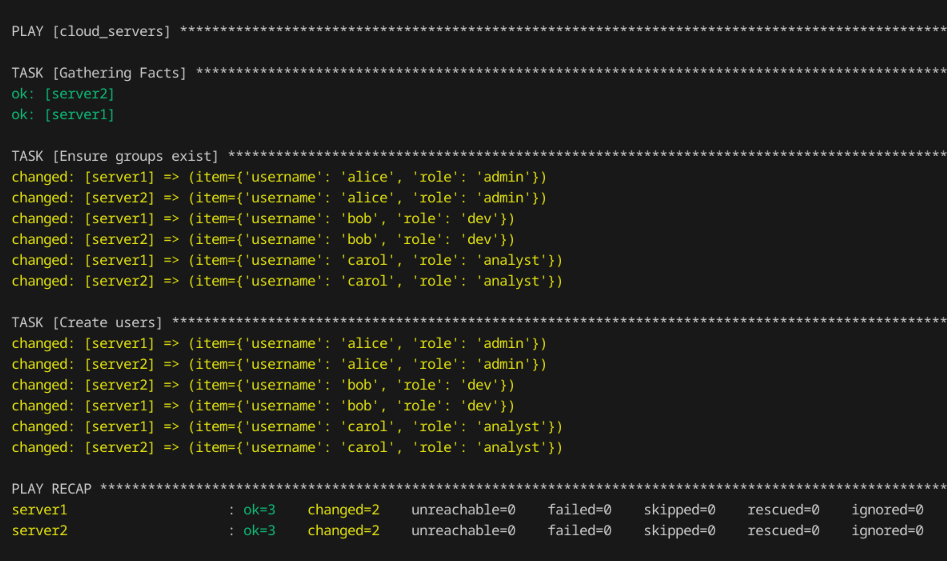 PLAY [cloud_servers] ************************************************************************************************
TASK [Gathering Facts] **********************************************************************************************
ok: [server2]
ok: [server1]
TASK [Ensure groups exist] ******************************************************************************************
changed: [server1] => (item={'username': 'alice', 'role': 'admin'})
changed: [server2] => (item={'username': 'alice', 'role': 'admin'})
changed: [server1] => (item={'username': 'bob', 'role': 'dev'})
changed: [server2] => (item={'username': 'bob', 'role': 'dev'})
changed: [server1] => (item={'username': 'carol', 'role': 'analyst'})
changed: [server2] => (item={'username': 'carol', 'role': 'analyst'})
TASK [Create users] *************************************************************************************************
changed: [server1] => (item={'username': 'alice', 'role': 'admin'})
changed: [server2] => (item={'username': 'alice', 'role': 'admin'})
changed: [server2] => (item={'username': 'bob', 'role': 'dev'})
changed: [server1] => (item={'username': 'bob', 'role': 'dev'})
changed: [server1] => (item={'username': 'carol', 'role': 'analyst'})
changed: [server2] => (item={'username': 'carol', 'role': 'analyst'})
PLAY RECAP **********************************************************************************************************
server1                    : ok=3    changed=2    unreachable=0    failed=0    skipped=0    rescued=0    ignored=0
server2                    : ok=3    changed=2    unreachable=0    failed=0    skipped=0    rescued=0    ignored=0